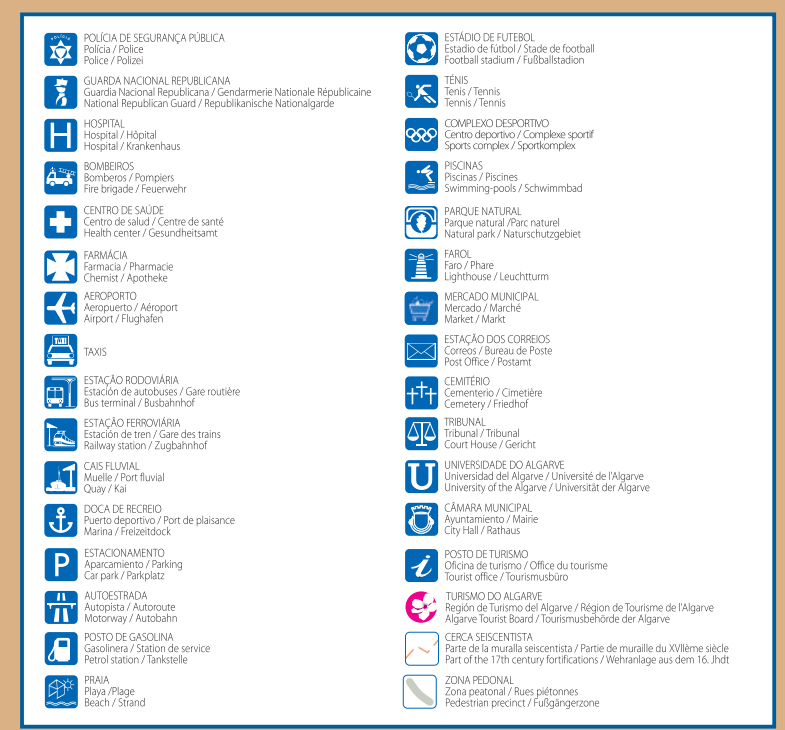 POLÍCIA
POLÍCIA DE SEGURANÇA PÚBLICA
Polícia / Police
Police / Polizei
GUARDA NACIONAL REPUBLICANA
Guardia Nacional Republicana / Gendarmerie Nationale Républicaine
National Republican Guard / Republikanische Nationalgarde
H
HOSPITAL
Hospital / Hôpital
Hospital / Krankenhaus
BOMBEIROS
Bomberos / Pompiers
Fire brigade / Feuerwehr
CENTRO DE SAÚDE
Centro de salud / Centre de santé
Health center / Gesundheitsamt
FARMÁCIA
Farmacia / Pharmacie
Chemist / Apotheke
AEROPORTO
Aeropuerto / Aéroport
Airport / Flughafen
TAXI
TAXIS
ESTAÇÃO RODOVIÁRIA
Estación de autobuses / Gare routière
Bus terminal / Busbahnhof
ESTAÇÃO FERROVIÁRIA
Estación de tren / Gare des trains
Railway station / Zugbahnhof
CAIS FLUVIAL
Muelle / Port fluvial
Quay / Kai
DOCA DE RECREIO
Puerto deportivo / Port de plaisance
Marina / Freizeitdock
P
ESTACIONAMENTO
Aparcamiento / Parking
Car park / Parkplatz
AUTOESTRADA
Autopista / Autoroute
Motorway / Autobahn
POSTO DE GASOLINA
Gasolinera / Station de service
Petrol station / Tankstelle
PRAIA
Playa /Plage
Beach / Strand
ESTÁDIO DE FUTEBOL
Estadio de fútbol / Stade de football
Football stadium / Fußballstadion
TÉNIS
Tenis / Tennis
Tennis / Tennis
COMPLEXO DESPORTIVO
Centro deportivo / Complexe sportif
Sports complex / Sportkomplex
PISCINAS
Piscinas / Piscines
Swimming-pools / Schwimmbad
PARQUE NATURAL
Parque natural /Parc naturel
Natural park / Naturschutzgebiet
FAROL
Faro / Phare
Lighthouse / Leuchtturm
MERCADO MUNICIPAL
Mercado / Marché
Market / Markt
ESTAÇÃO DOS CORREIOS
Correos / Bureau de Poste
Post Office / Postamt
CEMITÉRIO
Cementerio / Cimetière
Cemetery / Friedhof
TRIBUNAL
Tribunal / Tribunal
Court House / Gericht
U
UNIVERSIDADE DO ALGARVE
Universidad del Algarve / Université de l'Algarve
University of the Algarve / Universität der Algarve
CÂMARA MUNICIPAL
Ayuntamiento / Mairie
City Hall / Rathaus
i
POSTO DE TURISMO
Oficina de turismo / Office du tourisme
Tourist office / Tourismusbüro
TURISMO DO ALGARVE
Región de Turismo del Algarve / Région de Tourisme de l'Algarve
Algarve Tourist Board / Tourismusbehörde der Algarve
CERCA SEISCENTISTA
Parte de la muralla seiscentista / Partie de muraille du XVIIème siècle
Part of the 17th century fortifications / Wehranlage aus dem 16. Jhdt
ZONA PEDONAL
Zona peatonal / Rues piétonnes
Pedestrian precinct / Fußgängerzone